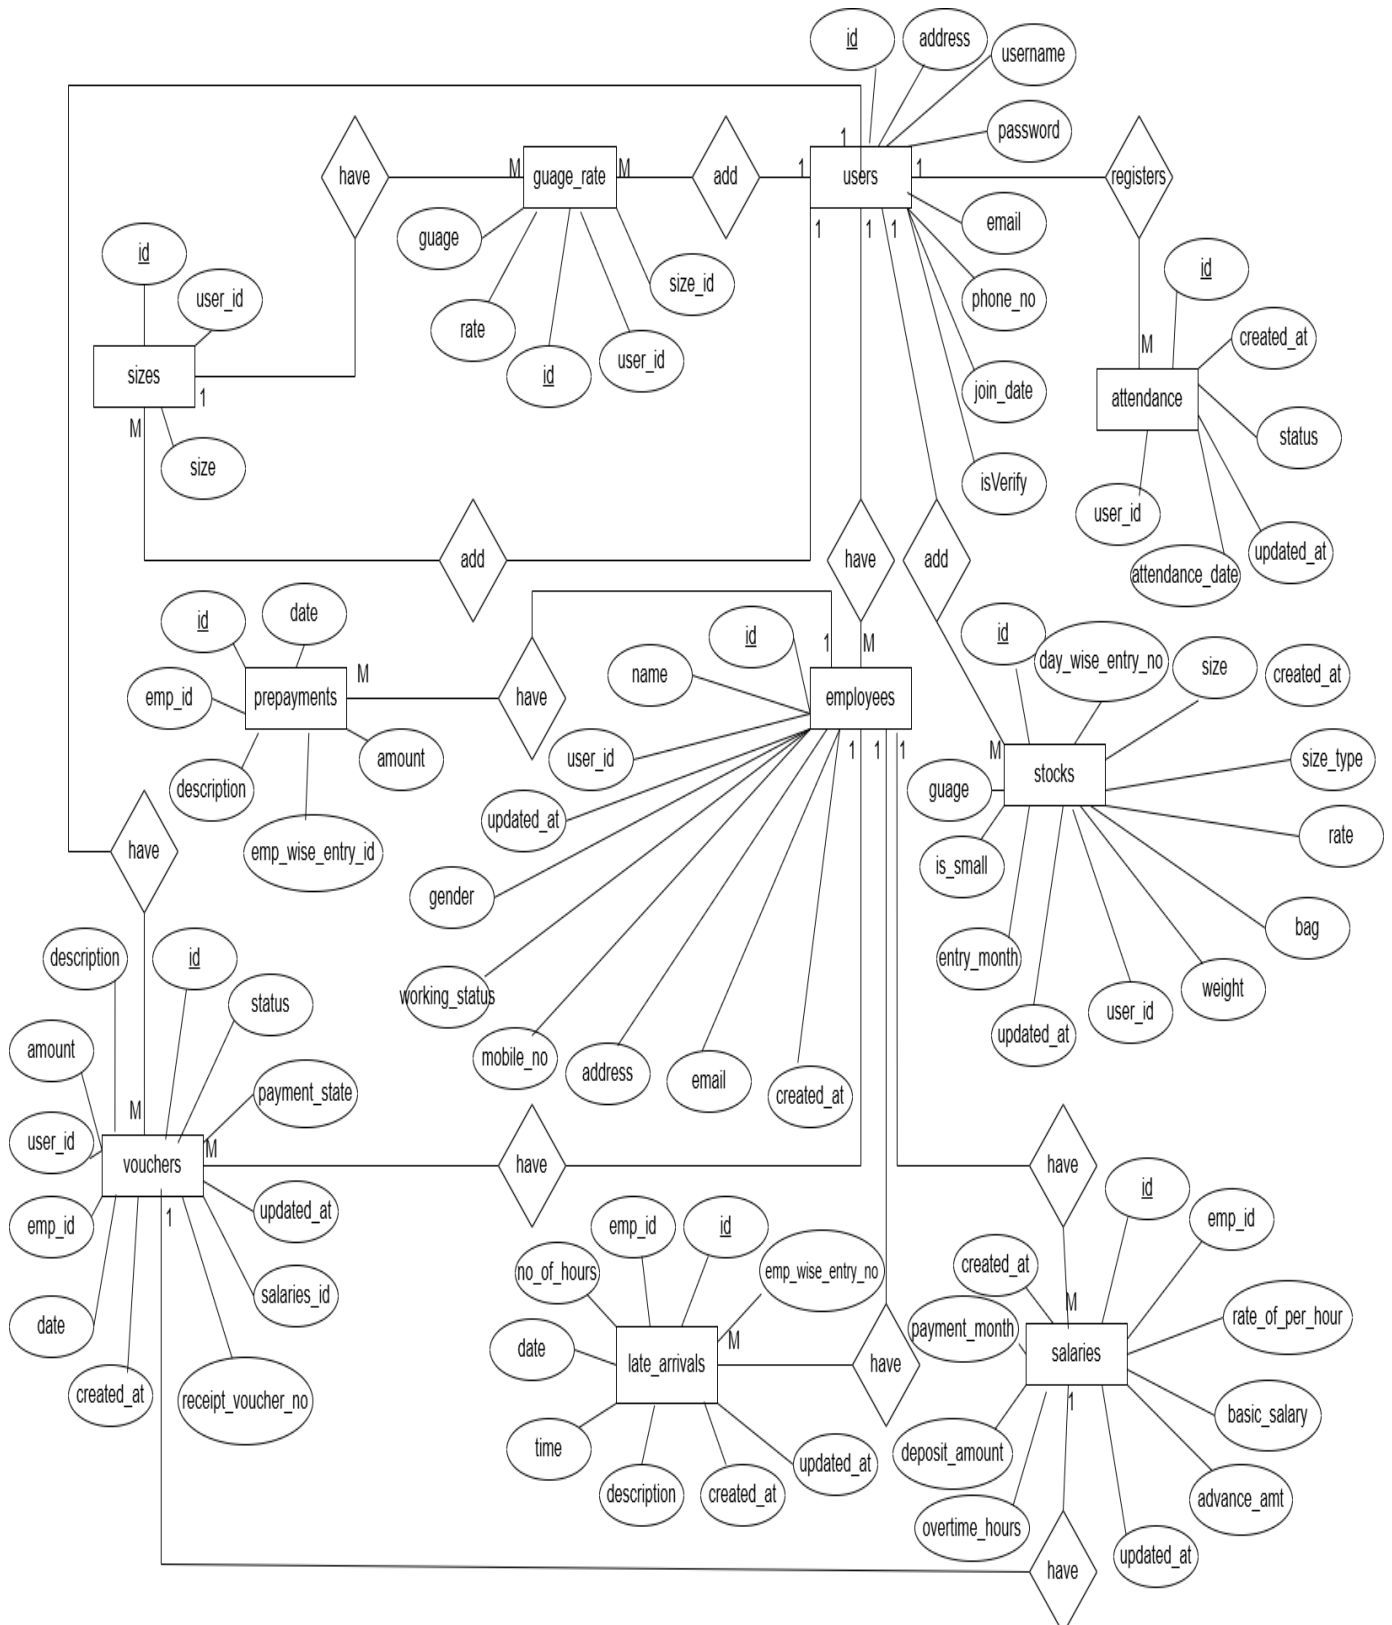 id
address
username
password
1
have
M
guage_rate
M
add
1
users
1
registers
guage
rate
id
user_id
size_id
email
phone_no
join_date
isVerify
1
1
1
id
user_id
sizes
1
M
size
add
have
add
M
id
created_at
attendance
status
user_id
attendance_date
updated_at
id
date
emp_id
prepayments
M
description
amount
emp_wise_entry_id
have
1
M
id
name
employees
user_id
updated_at
gender
working_status
mobile_no
address
email
created_at
1
1
1
id
day_wise_entry_no
size
created_at
M
stocks
size_type
guage
is_small
rate
entry_month
updated_at
user_id
weight
bag
have
description
id
status
amount
payment_state
M
user_id
vouchers
M
emp_id
1
updated_at
date
salaries_id
created_at
receipt_voucher_no
have
emp_id
id
no_of_hours
emp_wise_entry_no
date
late_arrivals
M
have
time
description
created_at
updated_at
have
id
emp_id
created_at
M
payment_month
salaries
rate_of_per_hour
1
basic_salary
deposit_amount
advance_amt
overtime_hours
updated_at
have